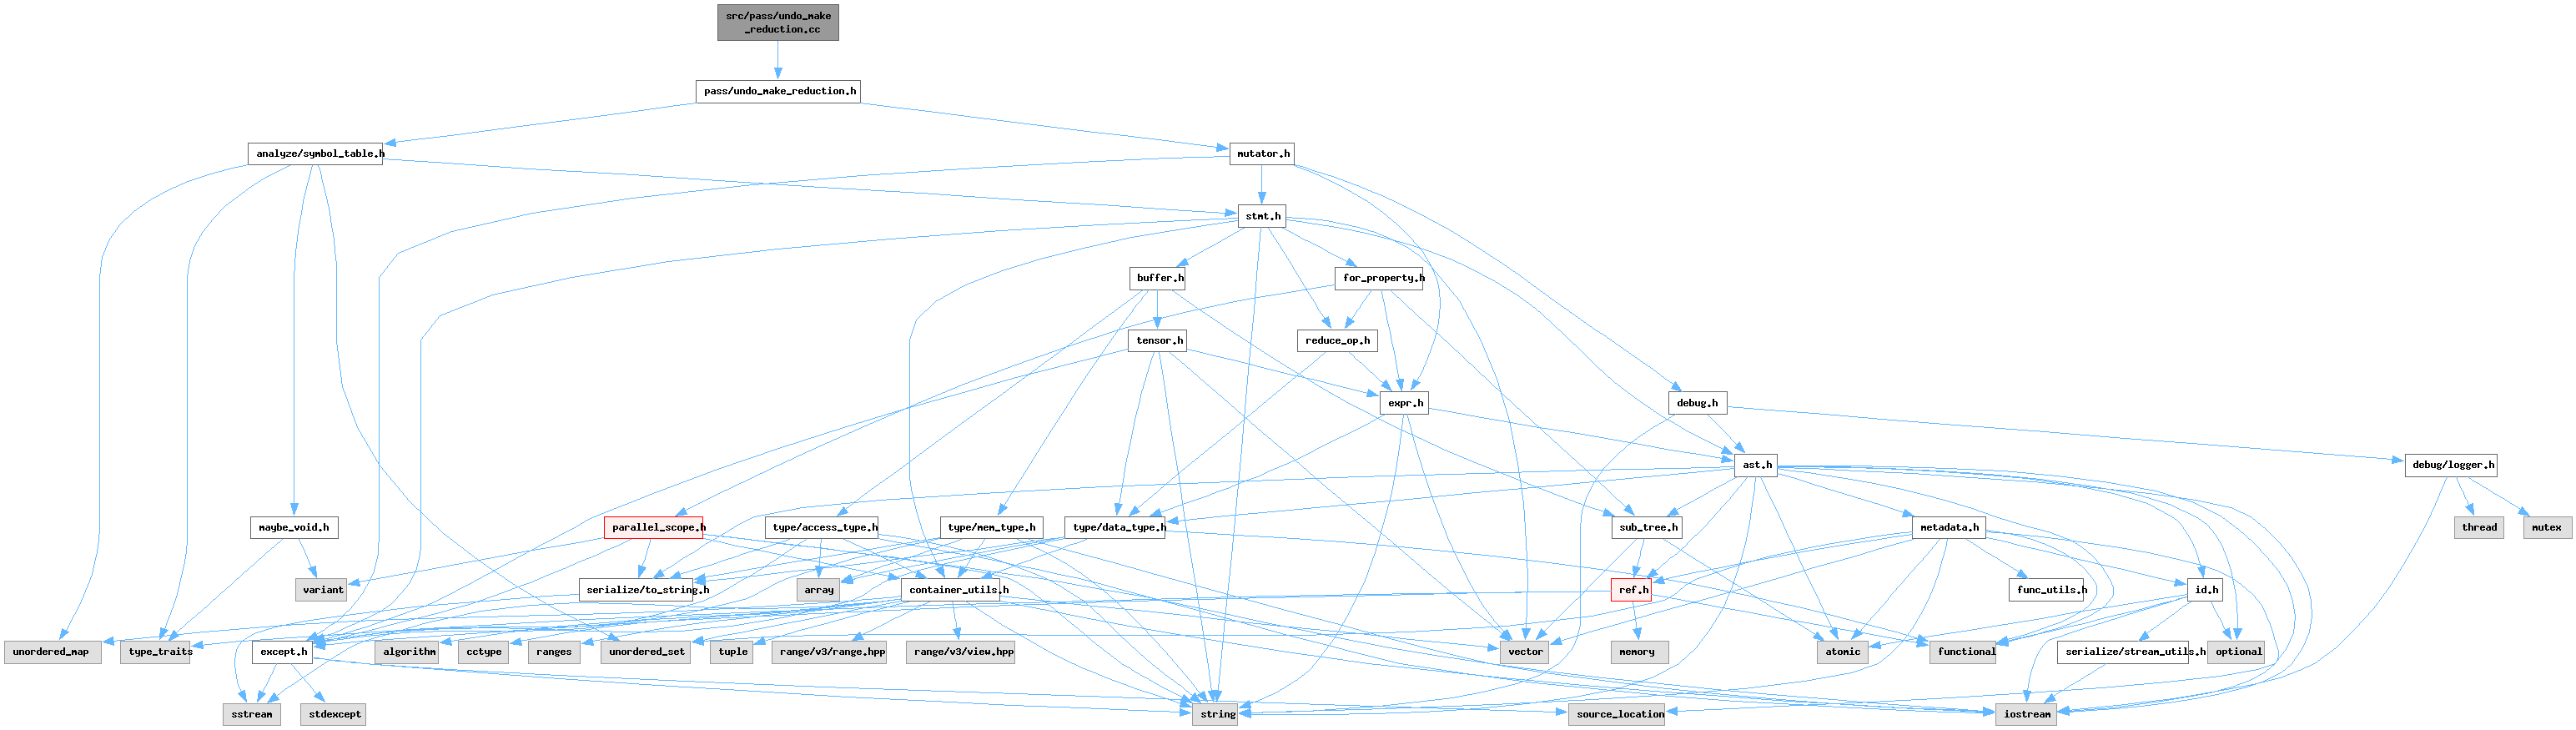 src/pass/undo_make
_reduction.cc
pass/undo_make_reduction.h
analyze/symbol_table.h
mutator.h
stmt.h
buffer.h
for_property.h
tensor.h
reduce_op.h
expr.h
debug.h
ast.h
debug/logger.h
maybe_void.h
parallel_scope.h
type/access_type.h
type/mem_type.h
type/data_type.h
sub_tree.h
metadata.h
thread
mutex
variant
serialize/to_string.h
array
container_utils.h
ref.h
func_utils.h
id.h
unordered_map
type_traits
except.h
algorithm
cctype
ranges
unordered_set
tuple
range/v3/range.hpp
range/v3/view.hpp
vector
memory
atomic
functional
serialize/stream_utils.h
optional
sstream
stdexcept
string
source_location
iostream